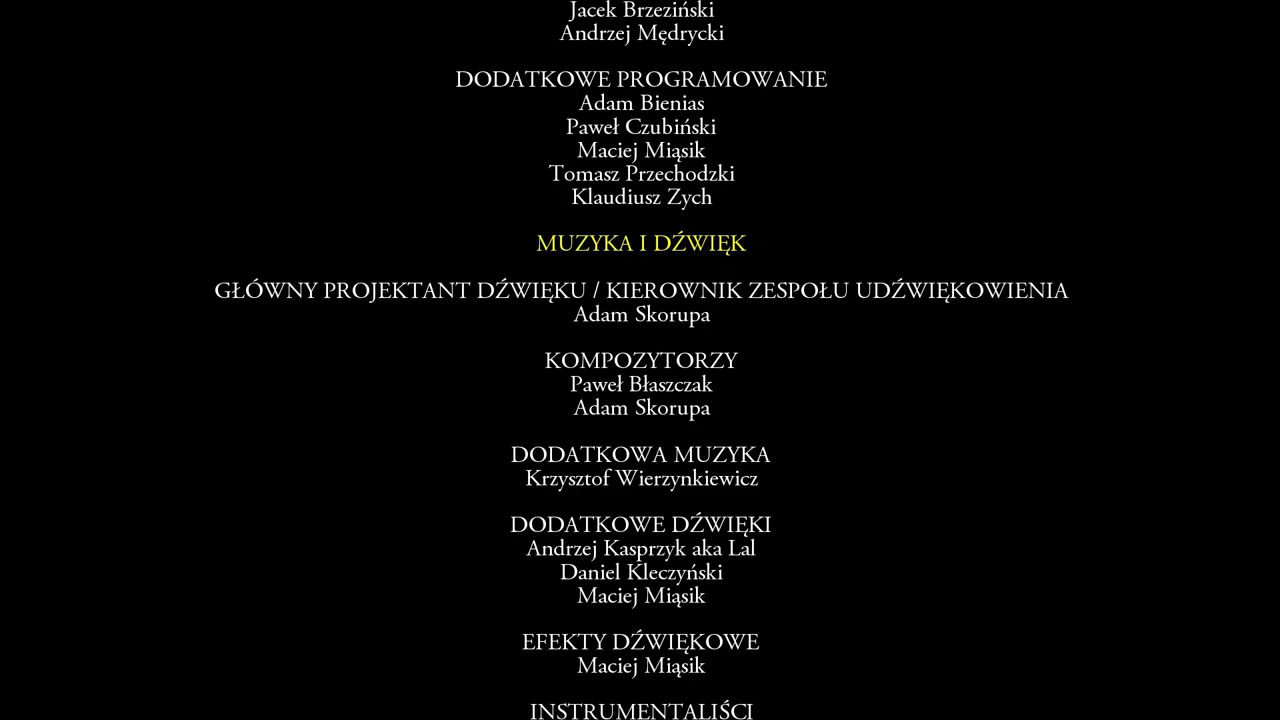 Jacek Brzeziński
Andrzej Mędrycki
DODATKOWE PROGRAMOWANIE
Adam Bienias
Paweł Czubiński
Maciej Miąsik
Tomasz Przechodzki
Klaudiusz Zych
MUZYKA I DŹWIĘK
GŁÓWNY PROJEKTANT DŹWIĘKU / KIEROWNIK ZESPOŁU UDŹWIĘKOWIENIA
Adam Skorupa
KOMPOZYTORZY
Paweł Błaszczak
Adam Skorupa
DODATKOWA MUZYKA
Krzysztof Wierzynkiewicz
DODATKOWE DŹWIĘKI
Andrzej Kasprzyk aka Lal
Daniel Kleczyński
Maciej Miąsik
EFEKTY DŹWIĘKOWE
Maciej Miąsik
INSTRUMENTALIŚCI